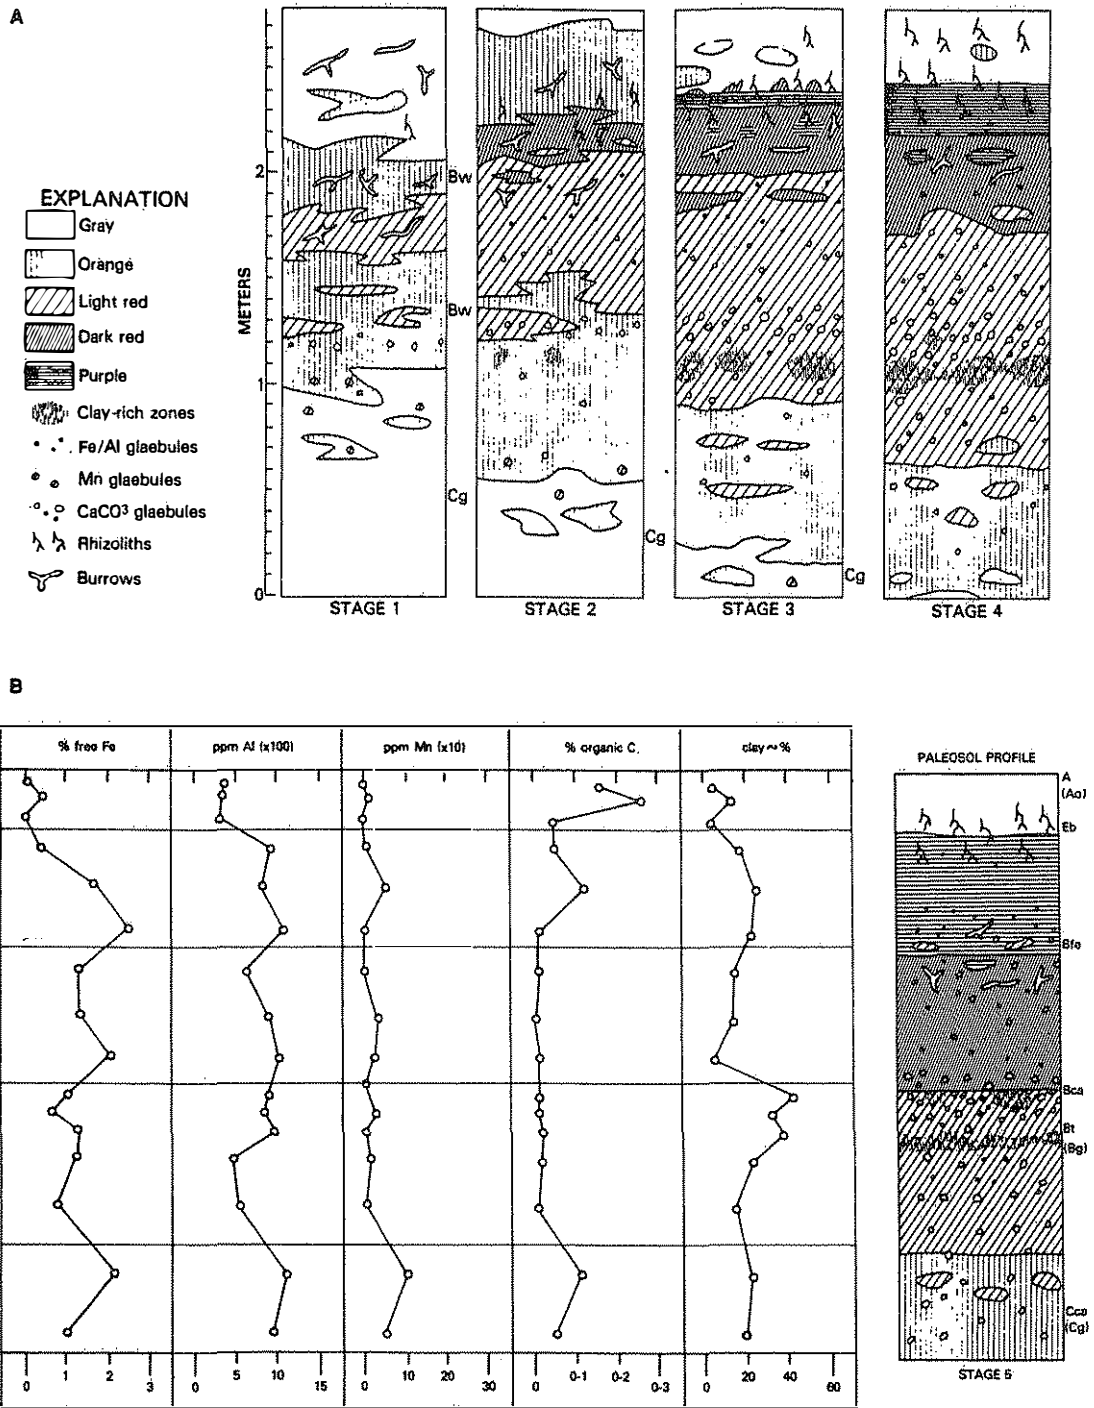 A
EXPLANATION
Gray
Orange
Light red
Dark red
Purple
Clay-rich zones
Fe/Al glaebules
Mn glaebules
CaCO3 glaebules
Rhizoliths
Burrows
METERS
2
1
0
Bw
Bw
Cg
Cg
Cg
STAGE 1
STAGE 2
STAGE 3
STAGE 4
B
% free Fe
ppm Al (x100)
ppm Mn (x10)
% organic C
clay ~ %
0 1 2 3
0 5 10 15
0 10 20 30
0 0·1 0·2 0·3
0 20 40 60
PALEOSOL PROFILE
A
(Ao)
Eb
Bfe
Bca
Bt
(Bg)
Cca
(Cg)
STAGE 5